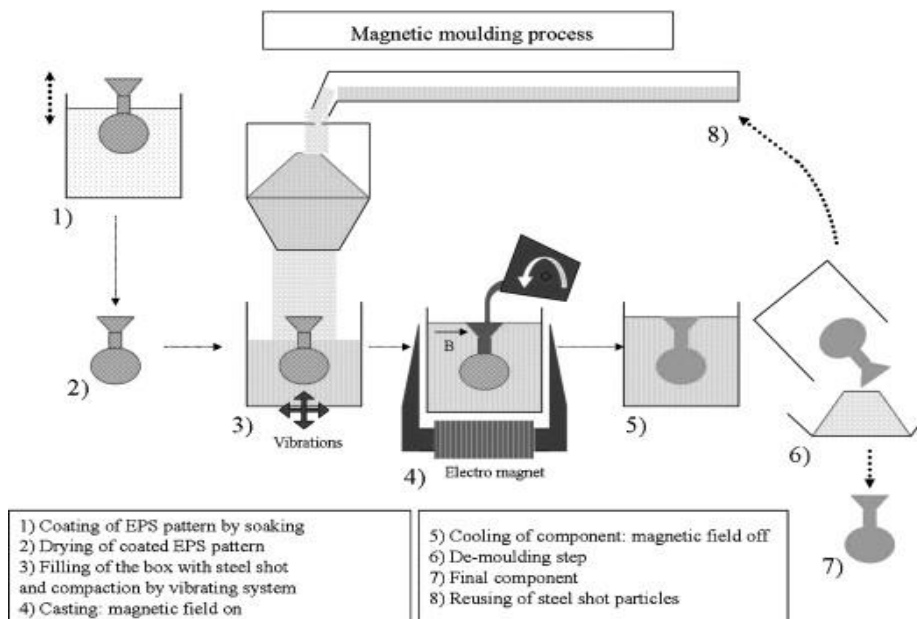 Magnetic moulding process
1)
2)
3)
Vibrations
B
4)
Electro magnet
5)
6)
7)
8)
1) Coating of EPS pattern by soaking
2) Drying of coated EPS pattern
3) Filling of the box with steel shot
and compaction by vibrating system
4) Casting: magnetic field on
5) Cooling of component: magnetic field off
6) De-moulding step
7) Final component
8) Reusing of steel shot particles